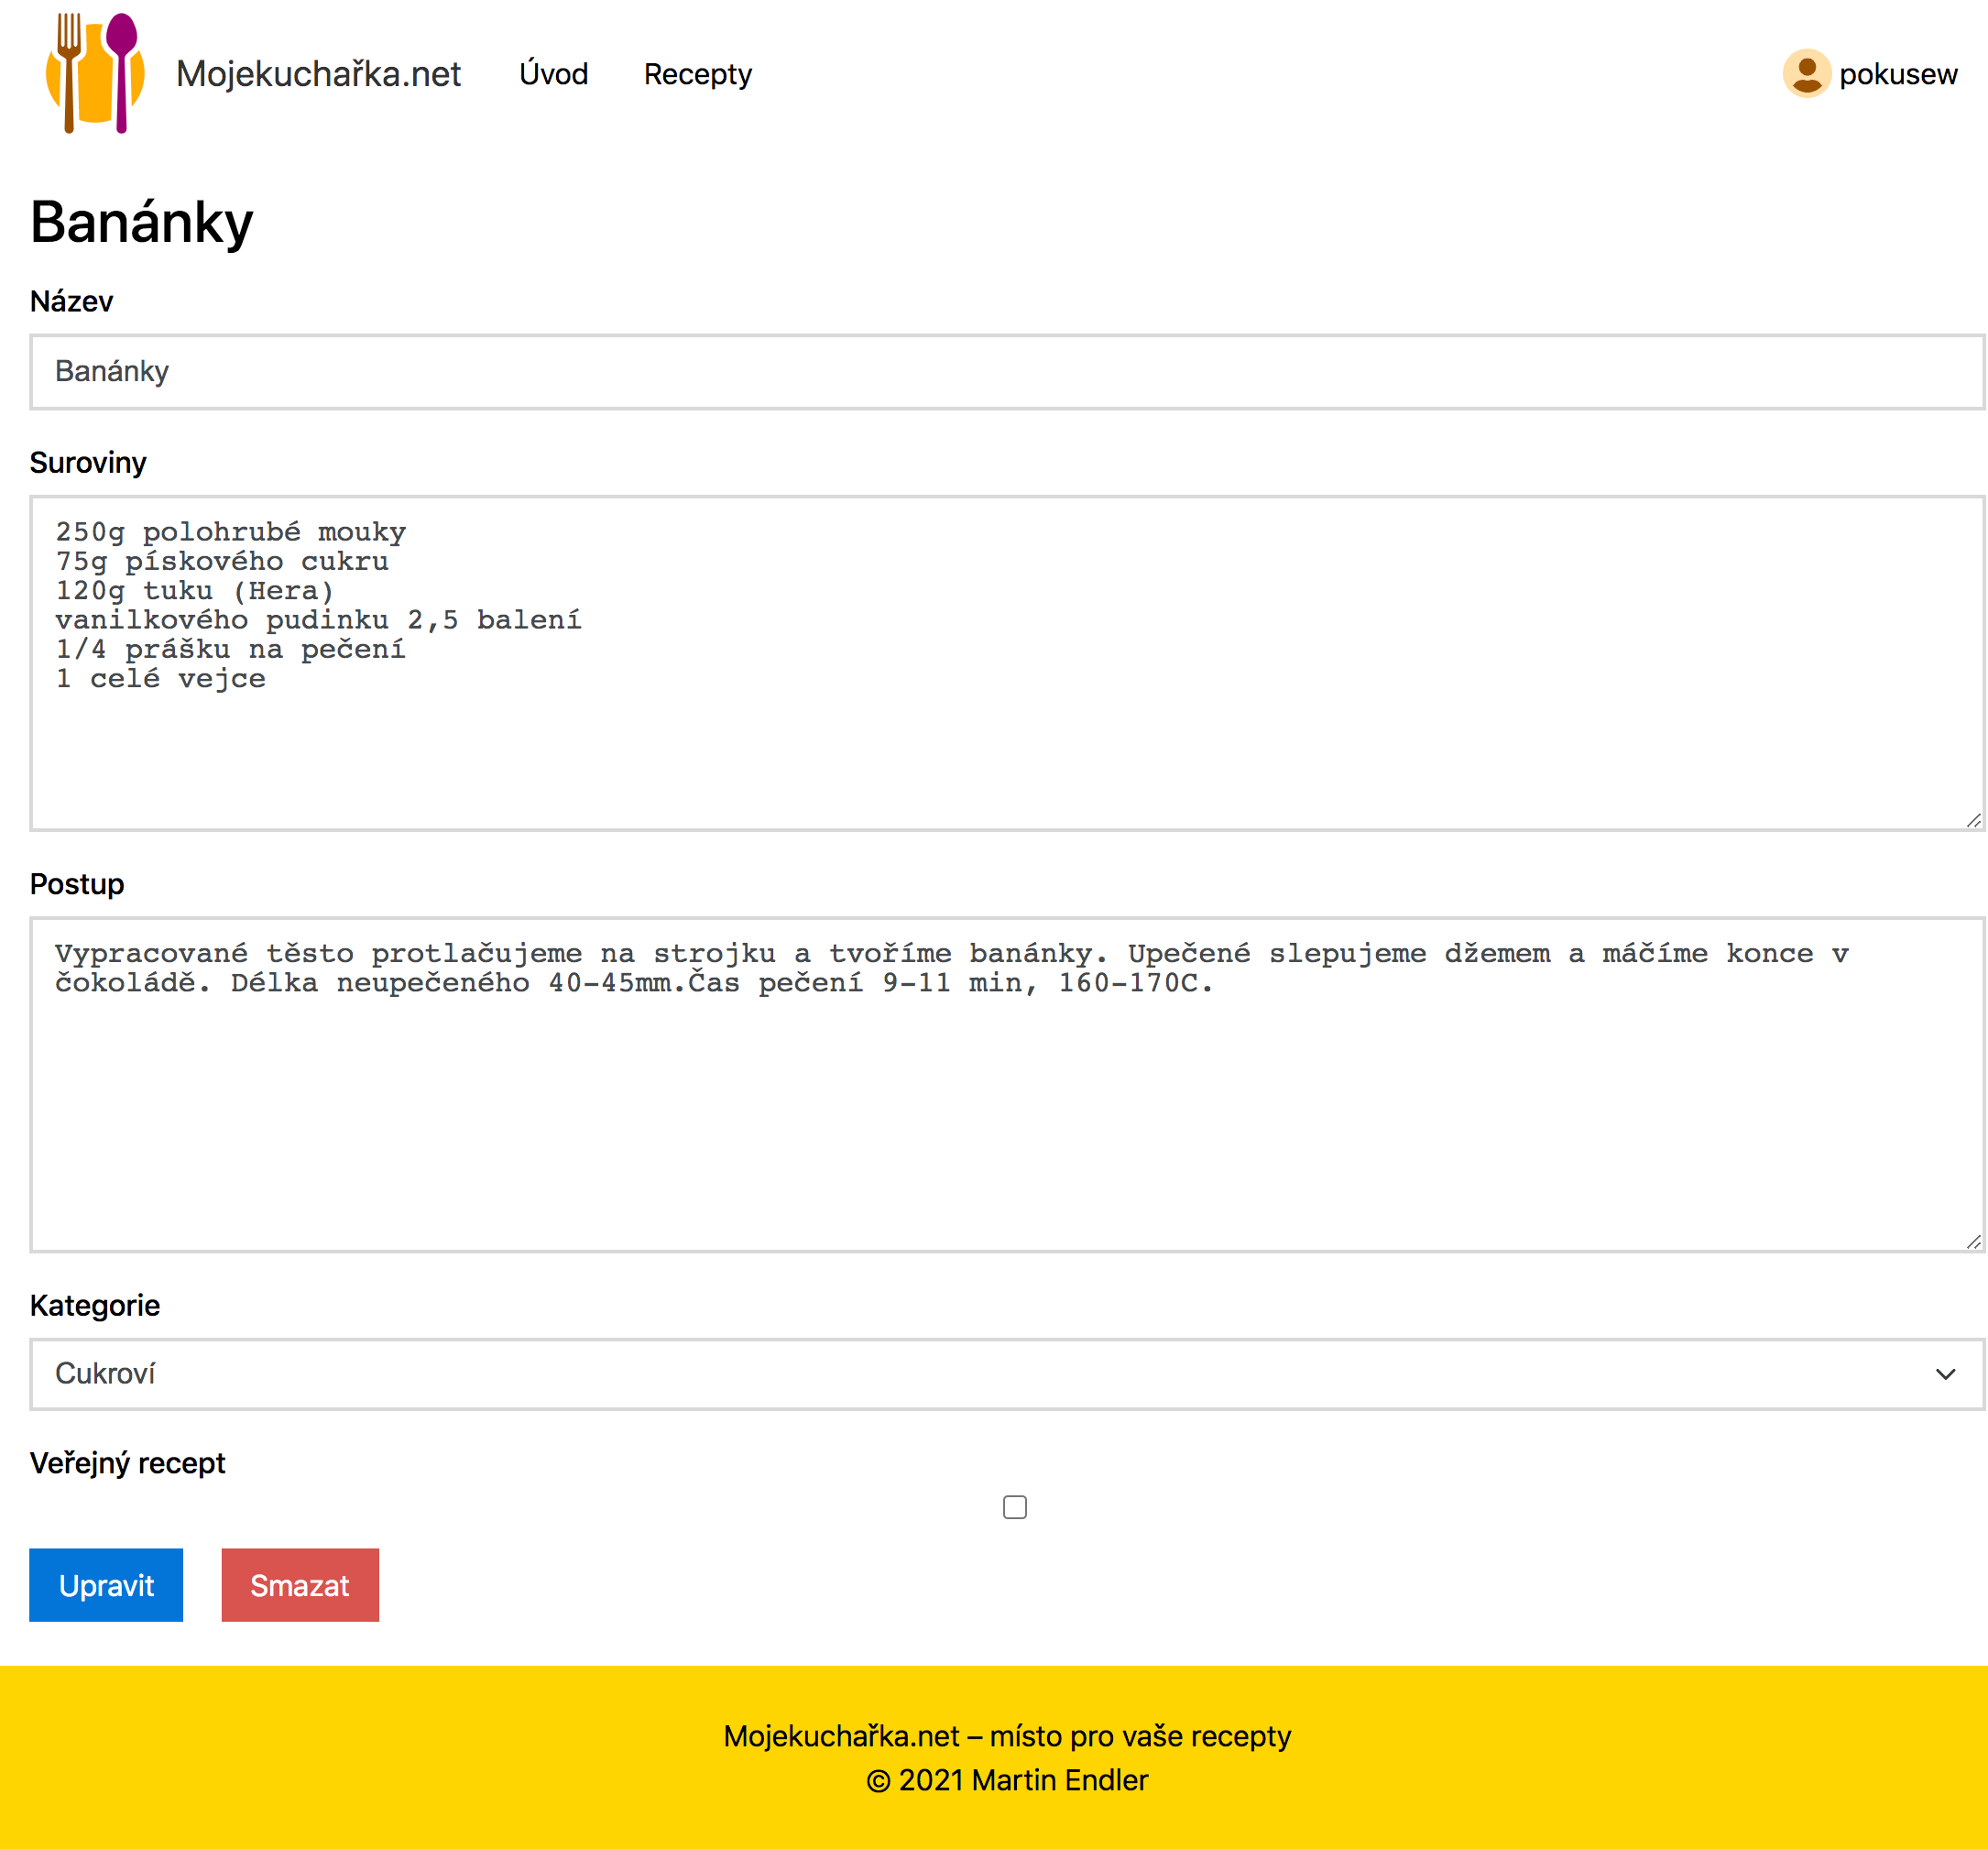 Mojekuchařka.net
Úvod
Recepty
pokusew
Banánky
Název
Banánky
Suroviny
250g polohrubé mouky
75g pískového cukru
120g tuku (Hera)
vanilkového pudinku 2,5 balení
1/4 prášku na pečení
1 celé vejce
Postup
Vypracované těsto protlačujeme na strojku a tvoříme banánky. Upečené slepujeme džemem a máčíme konce v
čokoládě. Délka neupečeného 40-45mm.Čas pečení 9-11 min, 160-170C.
Kategorie
Cukroví
Veřejný recept
Upravit
Smazat
Mojekuchařka.net – místo pro vaše recepty
© 2021 Martin Endler